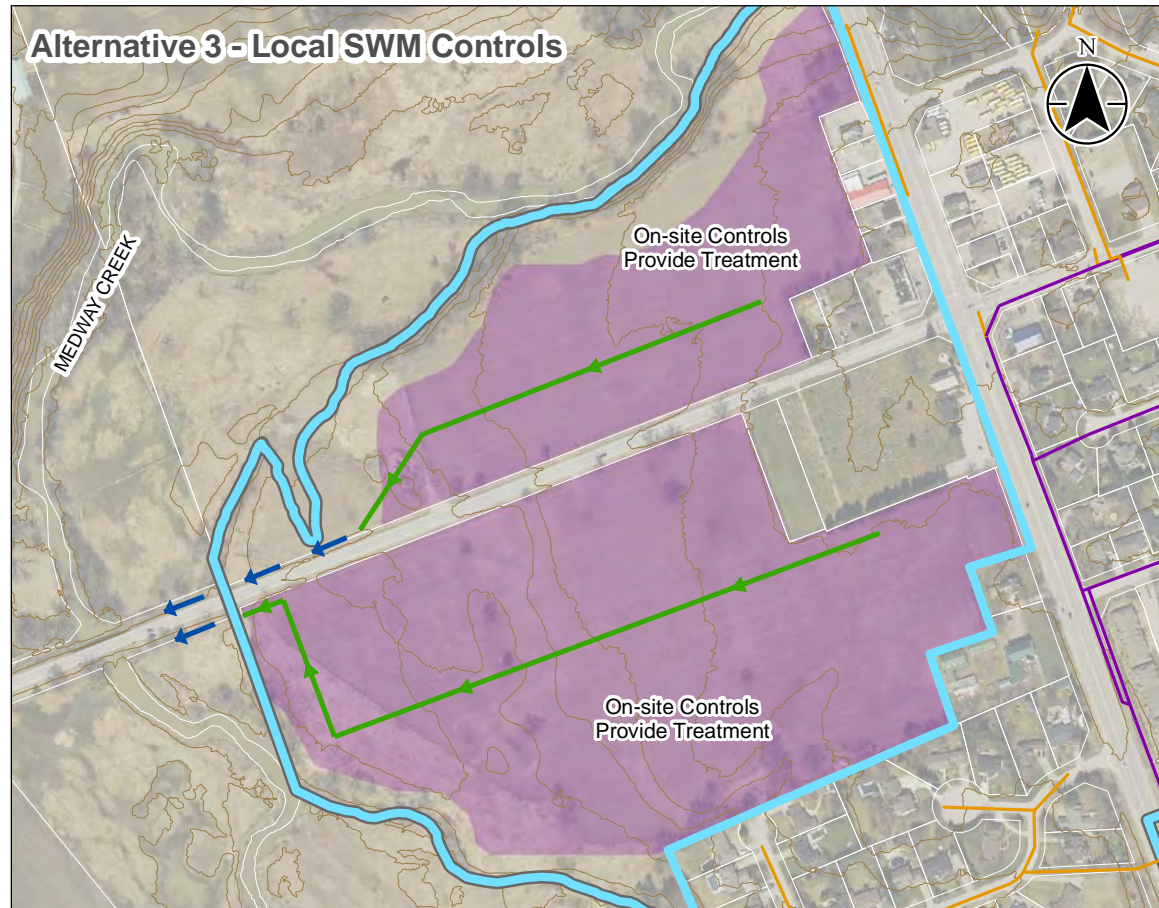 Alternative 3 - Local SWM Controls
N
On-site Controls
Provide Treatment
MEDWAY CREEK
On-site Controls
Provide Treatment